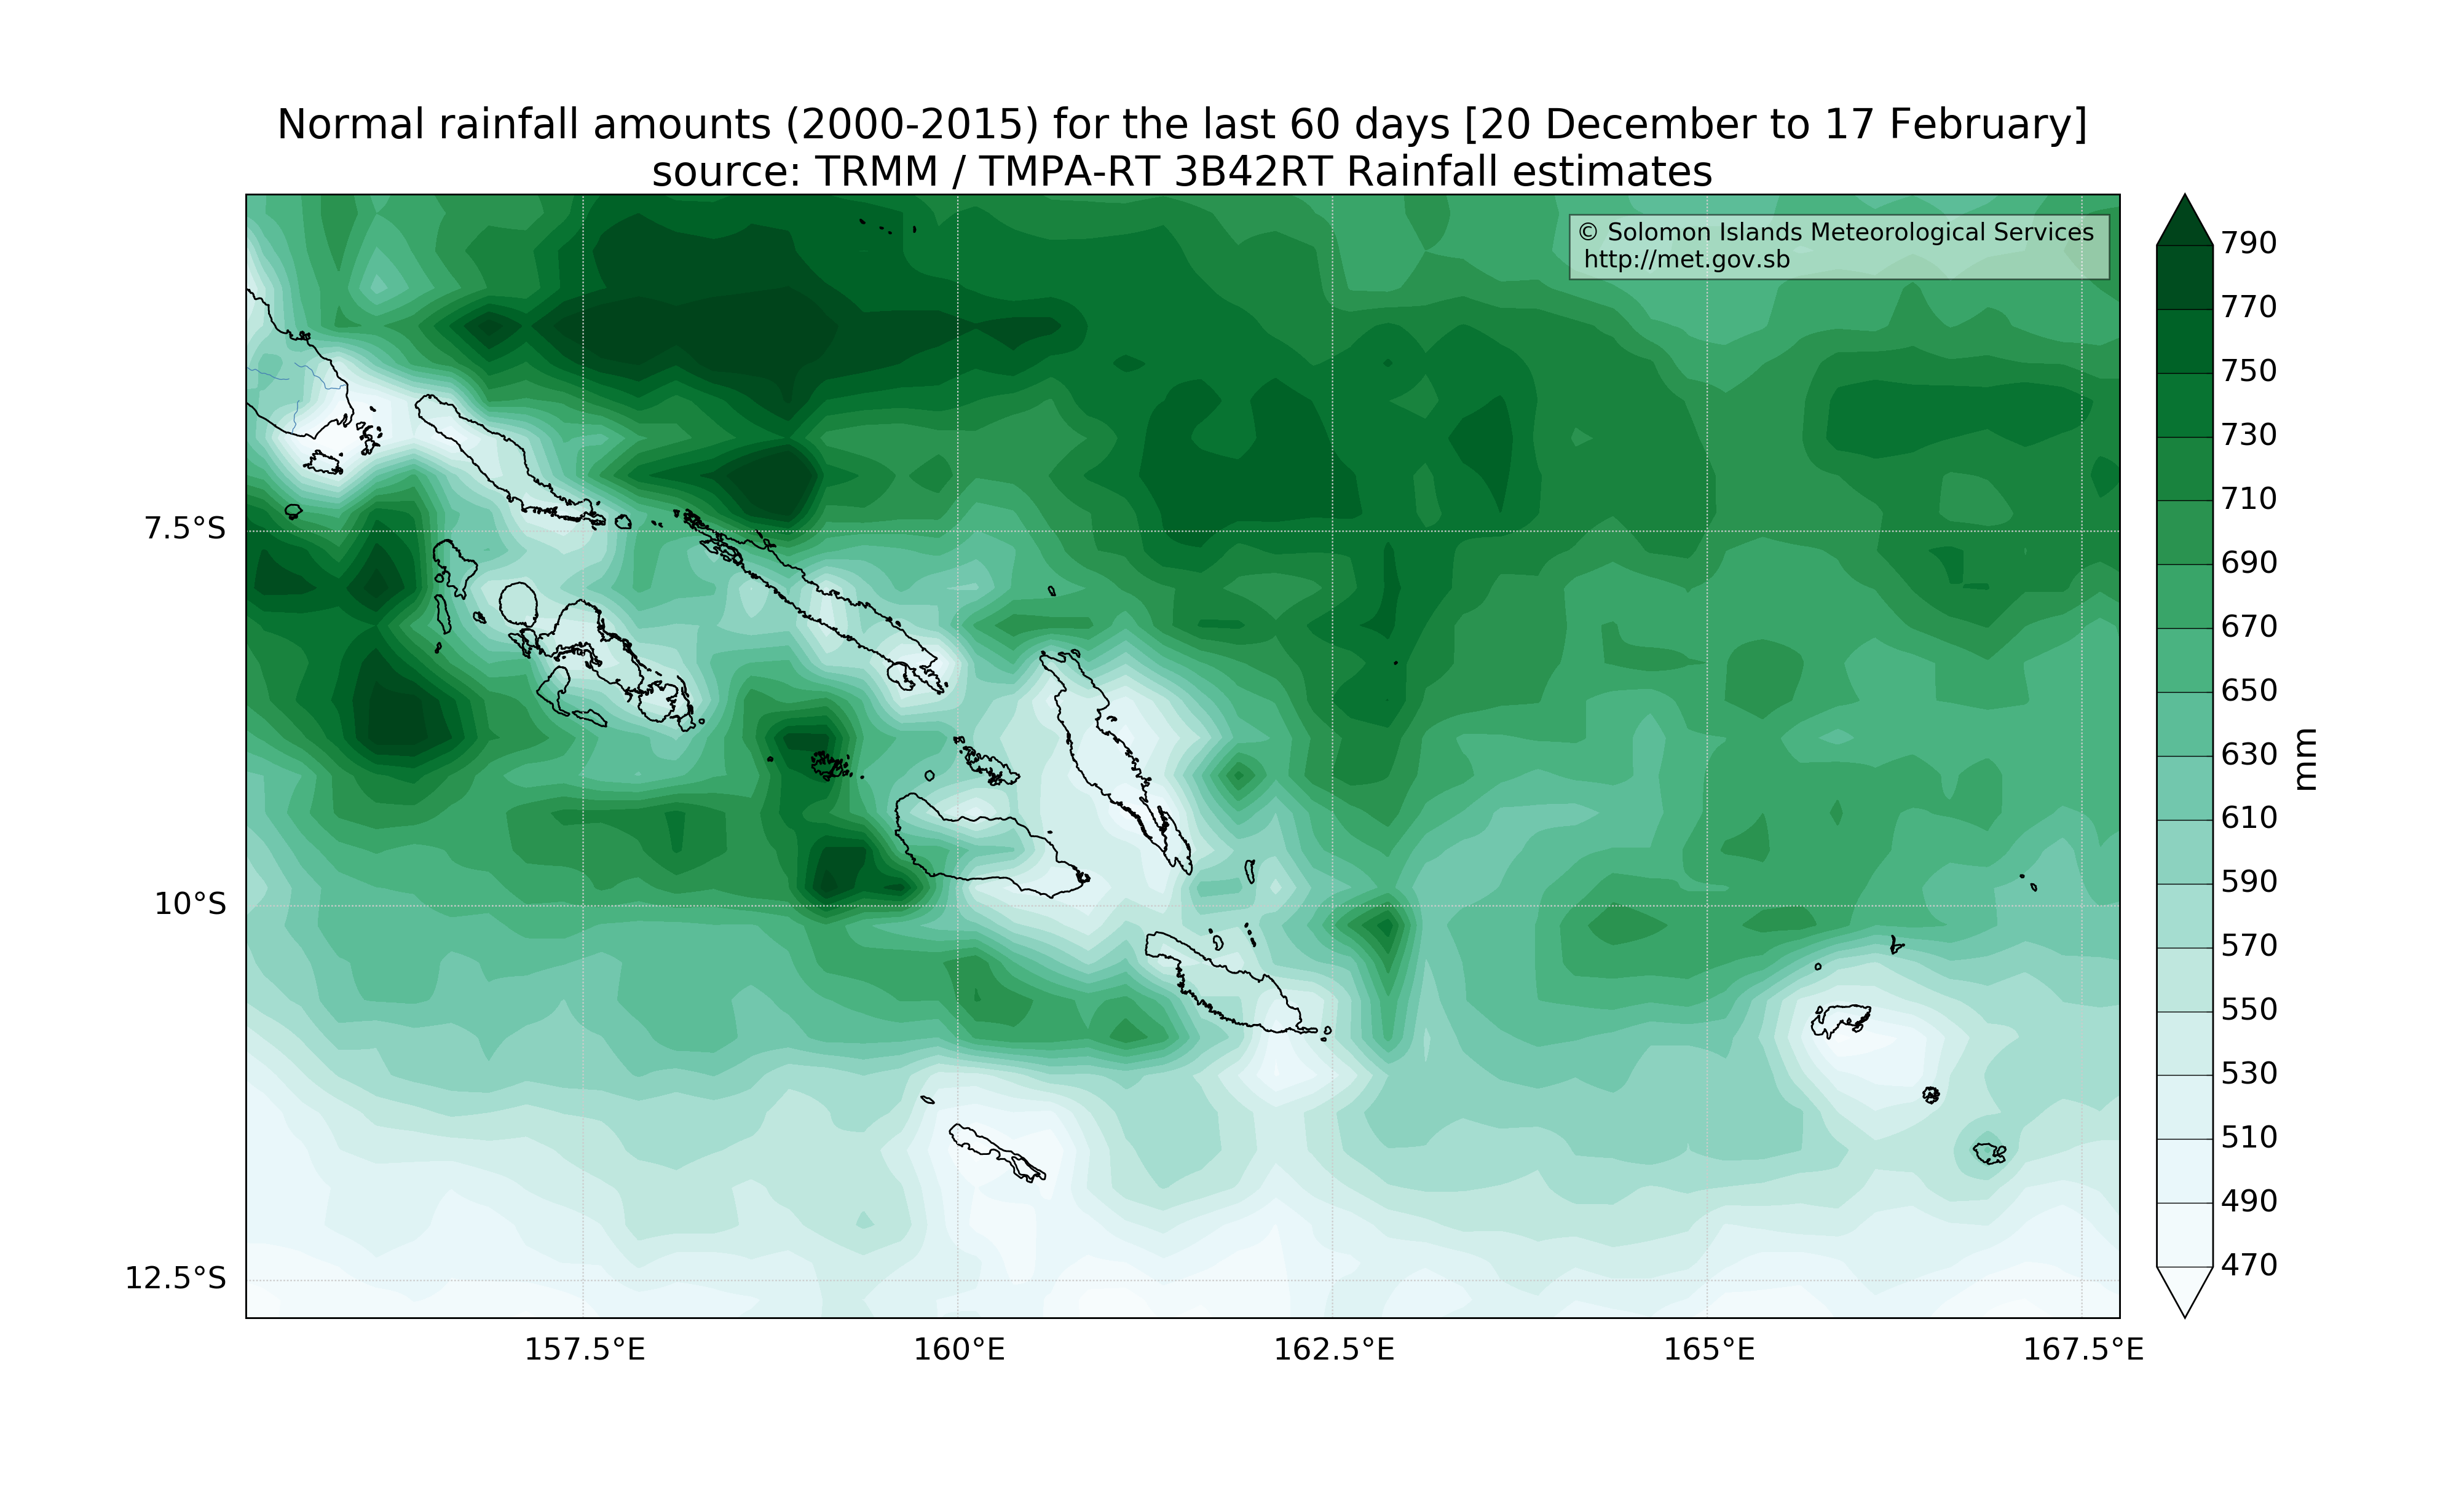 Normal rainfall amounts (2000-2015) for the last 60 days [20 December to 17 February]
source: TRMM / TMPA-RT 3B42RT Rainfall estimates
© Solomon Islands Meteorological Services
http://met.gov.sb
7.5°S
10°S
12.5°S
157.5°E
160°E
162.5°E
165°E
167.5°E
790
770
750
730
710
690
670
650
630
610
590
570
550
530
510
490
470
mm